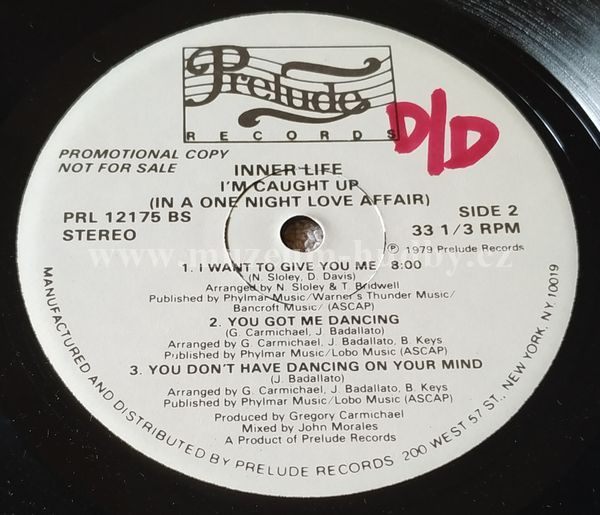 Prelude
RECORDS
D/D
PROMOTIONAL COPY
NOT FOR SALE
INNER LIFE
I'M CAUGHT UP
(IN A ONE NIGHT LOVE AFFAIR)
PRL 12175 BS
STEREO
SIDE 2
33 1/3 RPM
℗ 1979 Prelude Records
1. I WANT TO GIVE YOU ME 8:00
(N. Sloley, D. Davis)
Arranged by N. Sloley & T. Bridwell
Published by Phylmar Music/Warner's Thunder Music/
Bancroft Music/ (ASCAP)
2. YOU GOT ME DANCING
(G. Carmichael, J. Badallato)
Arranged by G. Carmichael, J. Badallato, B. Keys
Published by Phylmar Music/Lobo Music/(ASCAP)
3. YOU DON'T HAVE DANCING ON YOUR MIND
(J. Badallato)
Arranged by G. Carmichael, J. Badallato, B. Keys
Published by Phylmar Music/Lobo Music/(ASCAP)
Produced by Gregory Carmichael
Mixed by John Morales
A Product of Prelude Records
MANUFACTURED AND DISTRIBUTED BY PRELUDE RECORDS 200 WEST 57 ST., NEW YORK, NY 10019